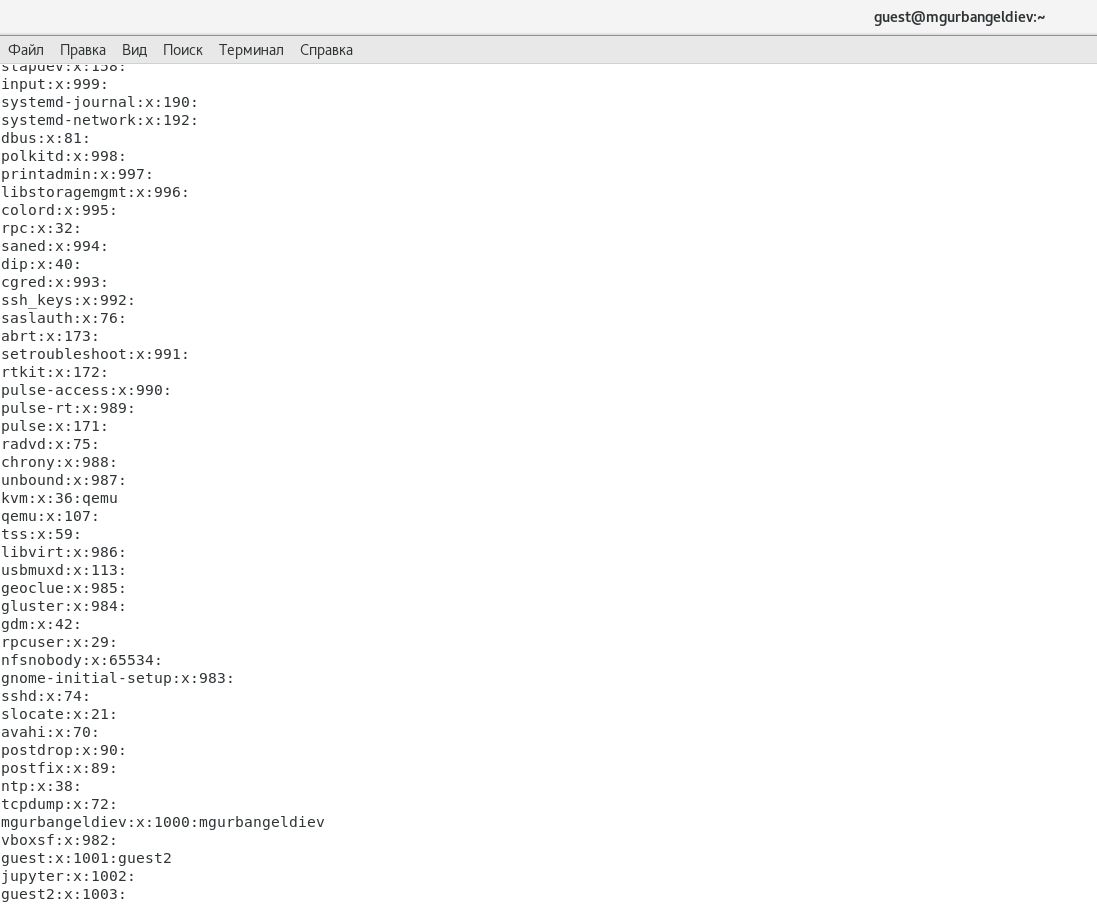 guest@mgurbangeldiev:~
Файл Правка Вид Поиск Терминал Справка
stapdev:x:158:
input:x:999:
systemd-journal:x:190:
systemd-network:x:192:
dbus:x:81:
polkitd:x:998:
printadmin:x:997:
libstoragemgmt:x:996:
colord:x:995:
rpc:x:32:
saned:x:994:
dip:x:40:
cgred:x:993:
ssh_keys:x:992:
saslauth:x:76:
abrt:x:173:
setroubleshoot:x:991:
rtkit:x:172:
pulse-access:x:990:
pulse-rt:x:989:
pulse:x:171:
radvd:x:75:
chrony:x:988:
unbound:x:987:
kvm:x:36:qemu
qemu:x:107:
tss:x:59:
libvirt:x:986:
usbmuxd:x:113:
geoclue:x:985:
gluster:x:984:
gdm:x:42:
rpcuser:x:29:
nfsnobody:x:65534:
gnome-initial-setup:x:983:
sshd:x:74:
slocate:x:21:
avahi:x:70:
postdrop:x:90:
postfix:x:89:
ntp:x:38:
tcpdump:x:72:
mgurbangeldiev:x:1000:mgurbangeldiev
vboxsf:x:982:
guest:x:1001:guest2
jupyter:x:1002:
guest2:x:1003: